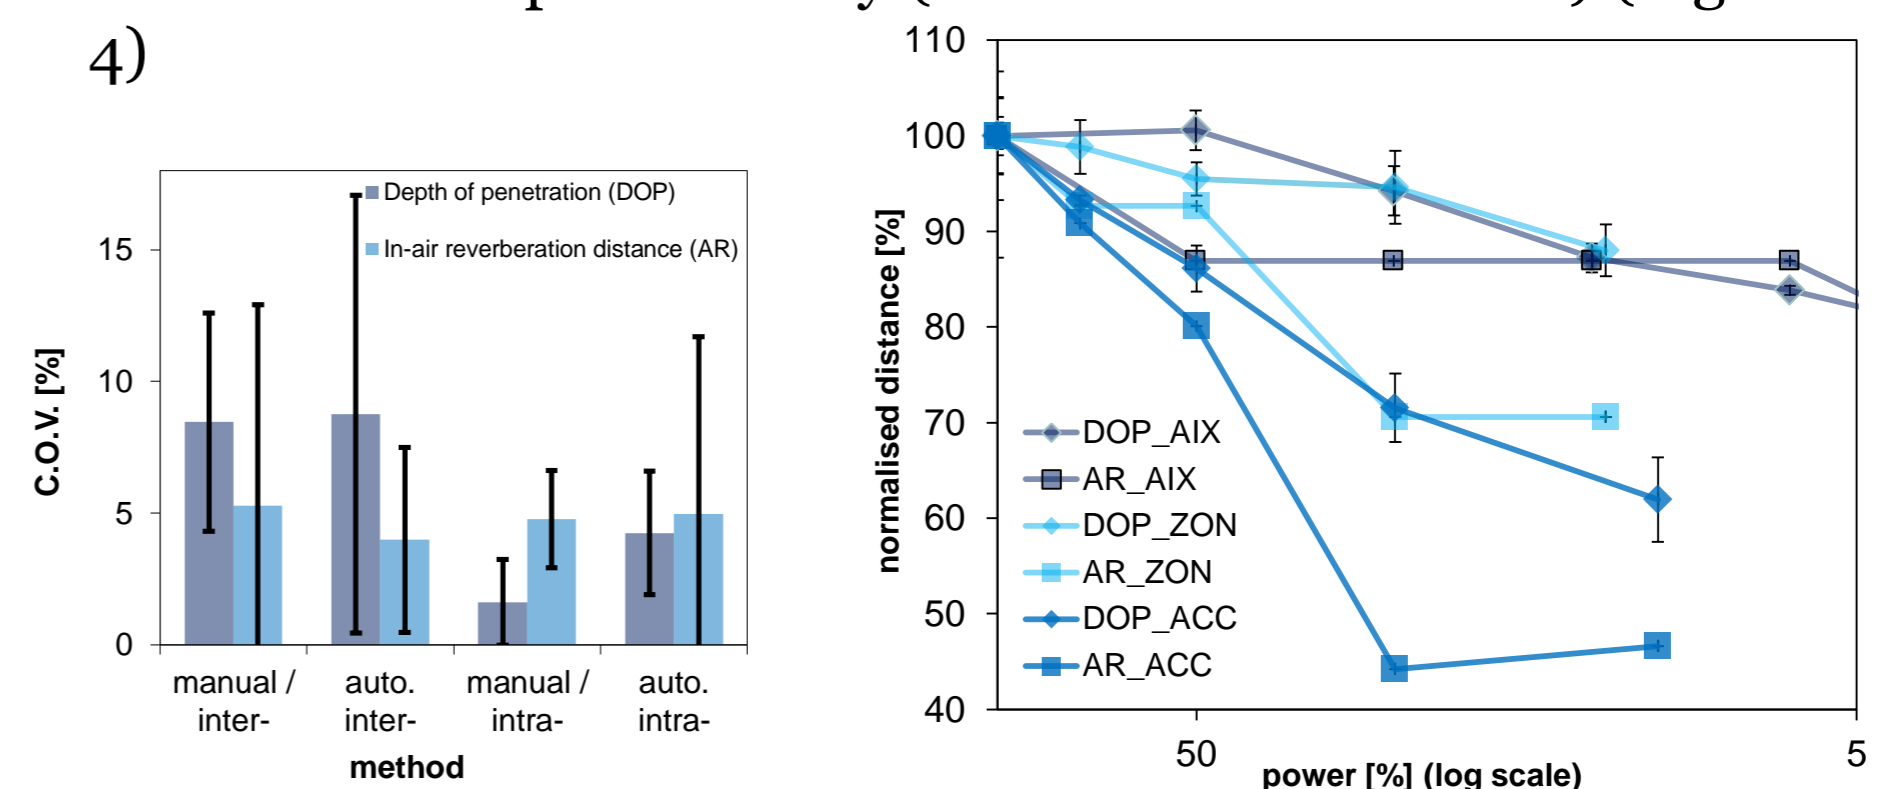 4)
Depth of penetration (DOP)
In-air reverberation distance (AR)
C.O.V. [%]
15
10
5
0
manual / inter-
auto. inter-
manual / intra-
auto. intra-
method
normalised distance [%]
110
100
90
80
70
60
50
40
DOP_AIX
AR_AIX
DOP_ZON
AR_ZON
DOP_ACC
AR_ACC
50
5
power [%] (log scale)